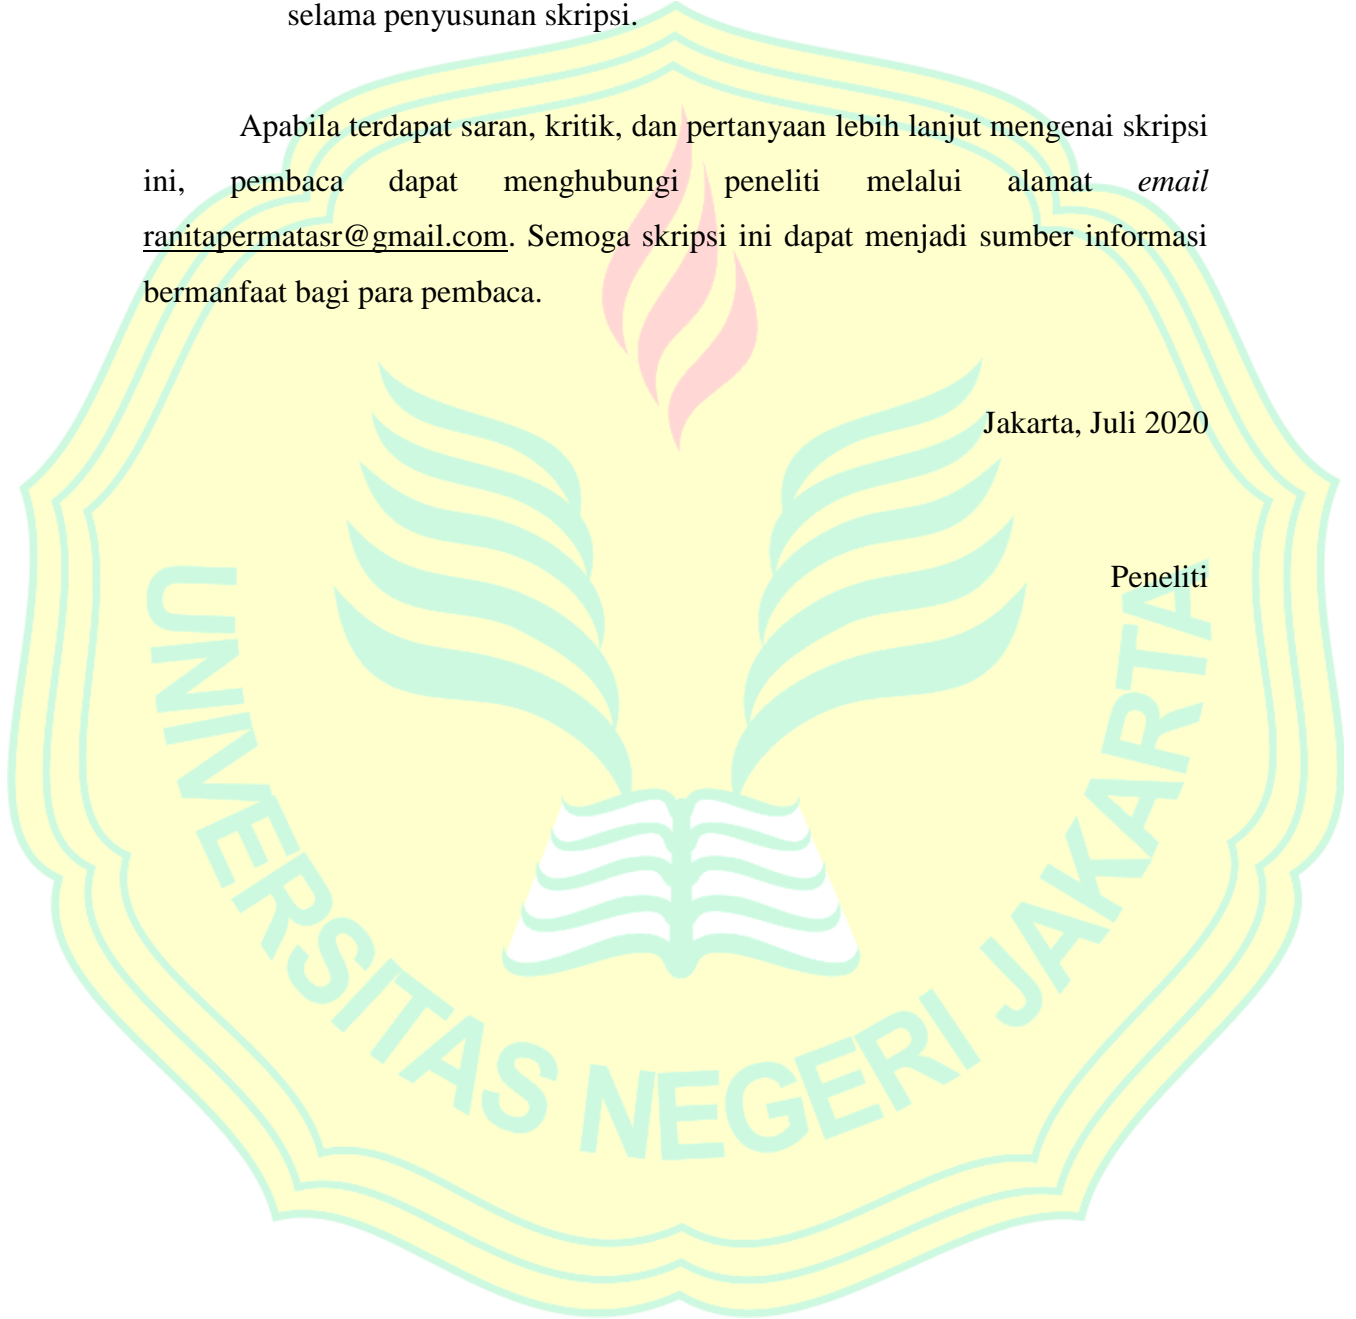 selama penyusunan skripsi.
Apabila terdapat saran, kritik, dan pertanyaan lebih lanjut mengenai skripsi
ini, pembaca dapat menghubungi peneliti melalui alamat email
ranitapermatasr@gmail.com. Semoga skripsi ini dapat menjadi sumber informasi
bermanfaat bagi para pembaca.
Jakarta, Juli 2020
Peneliti
UNIVERSITAS NEGERI JAKARTA